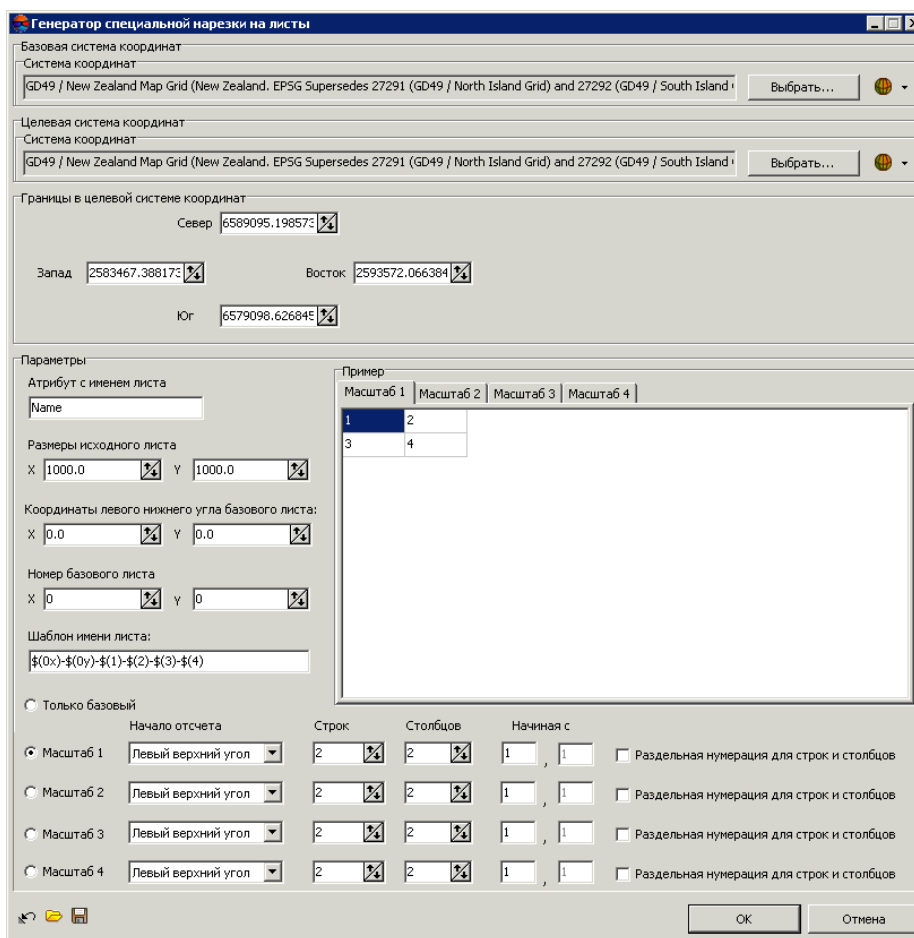 Генератор специальной нарезки на листы
Базовая система координат
Система координат
GD49 / New Zealand Map Grid (New Zealand. EPSG Supersedes 27291 (GD49 / North Island Grid) and 27292 (GD49 / South Island
Выбрать...
Целевая система координат
Система координат
GD49 / New Zealand Map Grid (New Zealand. EPSG Supersedes 27291 (GD49 / North Island Grid) and 27292 (GD49 / South Island
Выбрать...
Границы в целевой системе координат
Север 6589095.198573
Запад 2583467.388173 Восток 2593572.066384
Юг 6579098.626845
Параметры
Атрибут с именем листа
Name
Размеры исходного листа
X 1000.0 Y 1000.0
Координаты левого нижнего угла базового листа:
X 0.0 Y 0.0
Номер базового листа
X 0 Y 0
Шаблон имени листа:
$(0x)-$(0y)-$(1)-$(2)-$(3)-$(4)
Пример
Масштаб 1 Масштаб 2 Масштаб 3 Масштаб 4
1 2
3 4
Только базовый
Начало отсчета Строк Столбцов Начиная с
Масштаб 1 Левый верхний угол 2 2 1 , 1 Раздельная нумерация для строк и столбцов
Масштаб 2 Левый верхний угол 2 2 1 , 1 Раздельная нумерация для строк и столбцов
Масштаб 3 Левый верхний угол 2 2 1 , 1 Раздельная нумерация для строк и столбцов
Масштаб 4 Левый верхний угол 2 2 1 , 1 Раздельная нумерация для строк и столбцов
OK Отмена